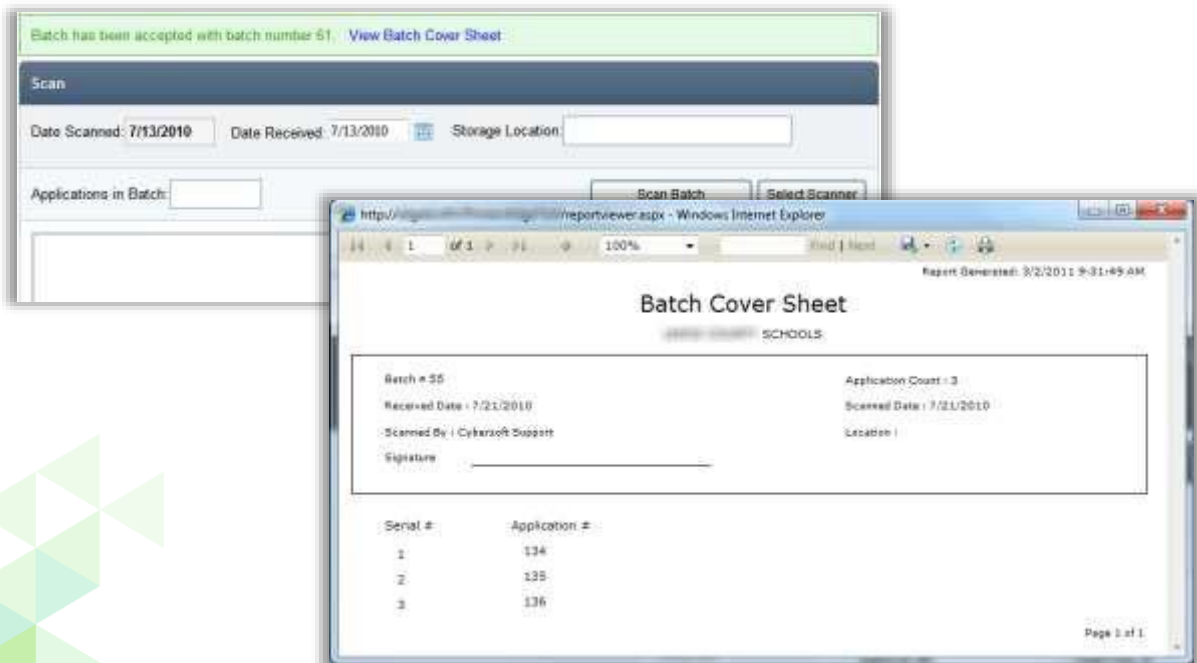 Batch has been accepted with batch number 61. View Batch Cover Sheet
Scan
Date Scanned: 7/13/2010 Date Received: 7/13/2010 Storage Location:
Applications in Batch: Scan Batch Select Scanner
http:// /reportviewer.aspx - Windows Internet Explorer
1 of 1 100% Find | Next
Report Generated: 3/2/2011 9:31:49 AM
Batch Cover Sheet
SCHOOLS
Batch # 55 Application Count : 3
Received Date : 7/21/2010 Scanned Date : 7/21/2010
Scanned By : Cybersoft Support Location :
Signature
Serial # Application #
1 134
2 135
3 136
Page 1 of 1